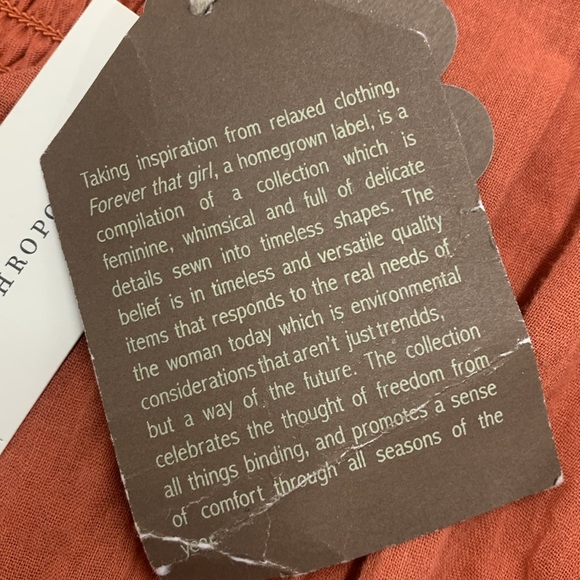 Taking inspiration from relaxed clothing,
Forever that girl, a homegrown label, is a
compilation of a collection which is
feminine, whimsical and full of delicate
details sewn into timeless shapes. The
belief is in timeless and versatile quality
items that responds to the real needs of
the woman today which is environmental
considerations that aren't just trendds,
but a way of the future. The collection
celebrates the thought of freedom from
all things binding, and promotes a sense
of comfort through all seasons of the
year
HROPO